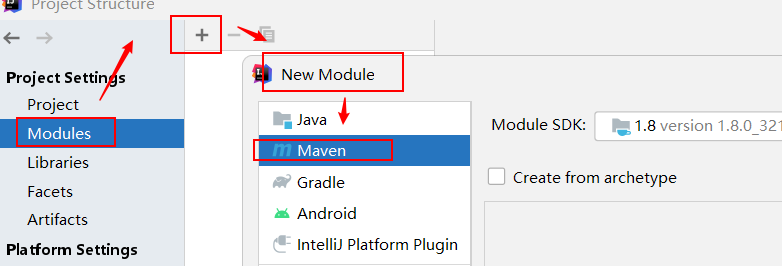 Project Structure
New Module
Project Settings
Project
Modules
Libraries
Facets
Artifacts
Platform Settings
Java
Maven
Gradle
Android
IntelliJ Platform Plugin
Module SDK:
1.8 version 1.8.0_321
Create from archetype